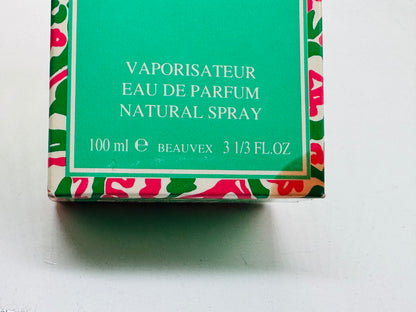 VAPORISATEUR
EAU DE PARFUM
NATURAL SPRAY
100 ml ℮ BEAUVEX 3 1/3 FL.OZ